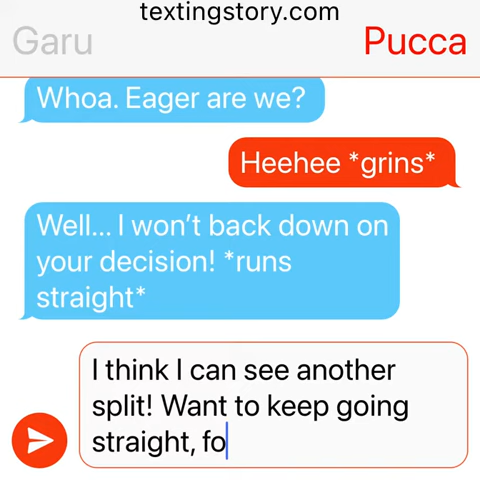 textingstory.com
Garu
Pucca
Whoa. Eager are we?
Heehee *grins*
Well... I won't back down on
your decision! *runs
straight*
I think I can see another
split! Want to keep going
straight, fo